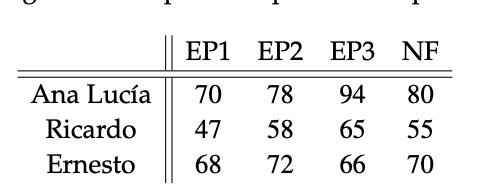 EP1 EP2 EP3 NF
Ana Lucía 70 78 94 80
Ricardo 47 58 65 55
Ernesto 68 72 66 70